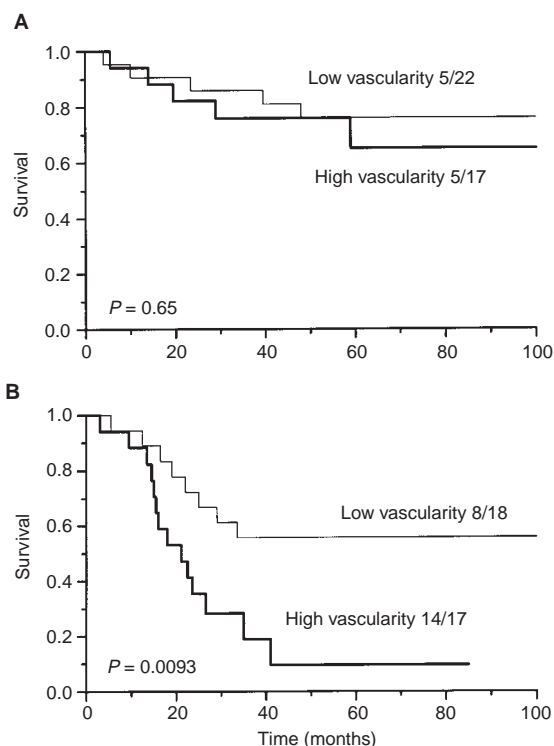 A
1.0
0.8
0.6
0.4
0.2
0.0
Survival
Low vascularity 5/22
High vascularity 5/17
P = 0.65
0 20 40 60 80 100
B
1.0
0.8
0.6
0.4
0.2
0.0
Survival
Low vascularity 8/18
High vascularity 14/17
P = 0.0093
0 20 40 60 80 100
Time (months)